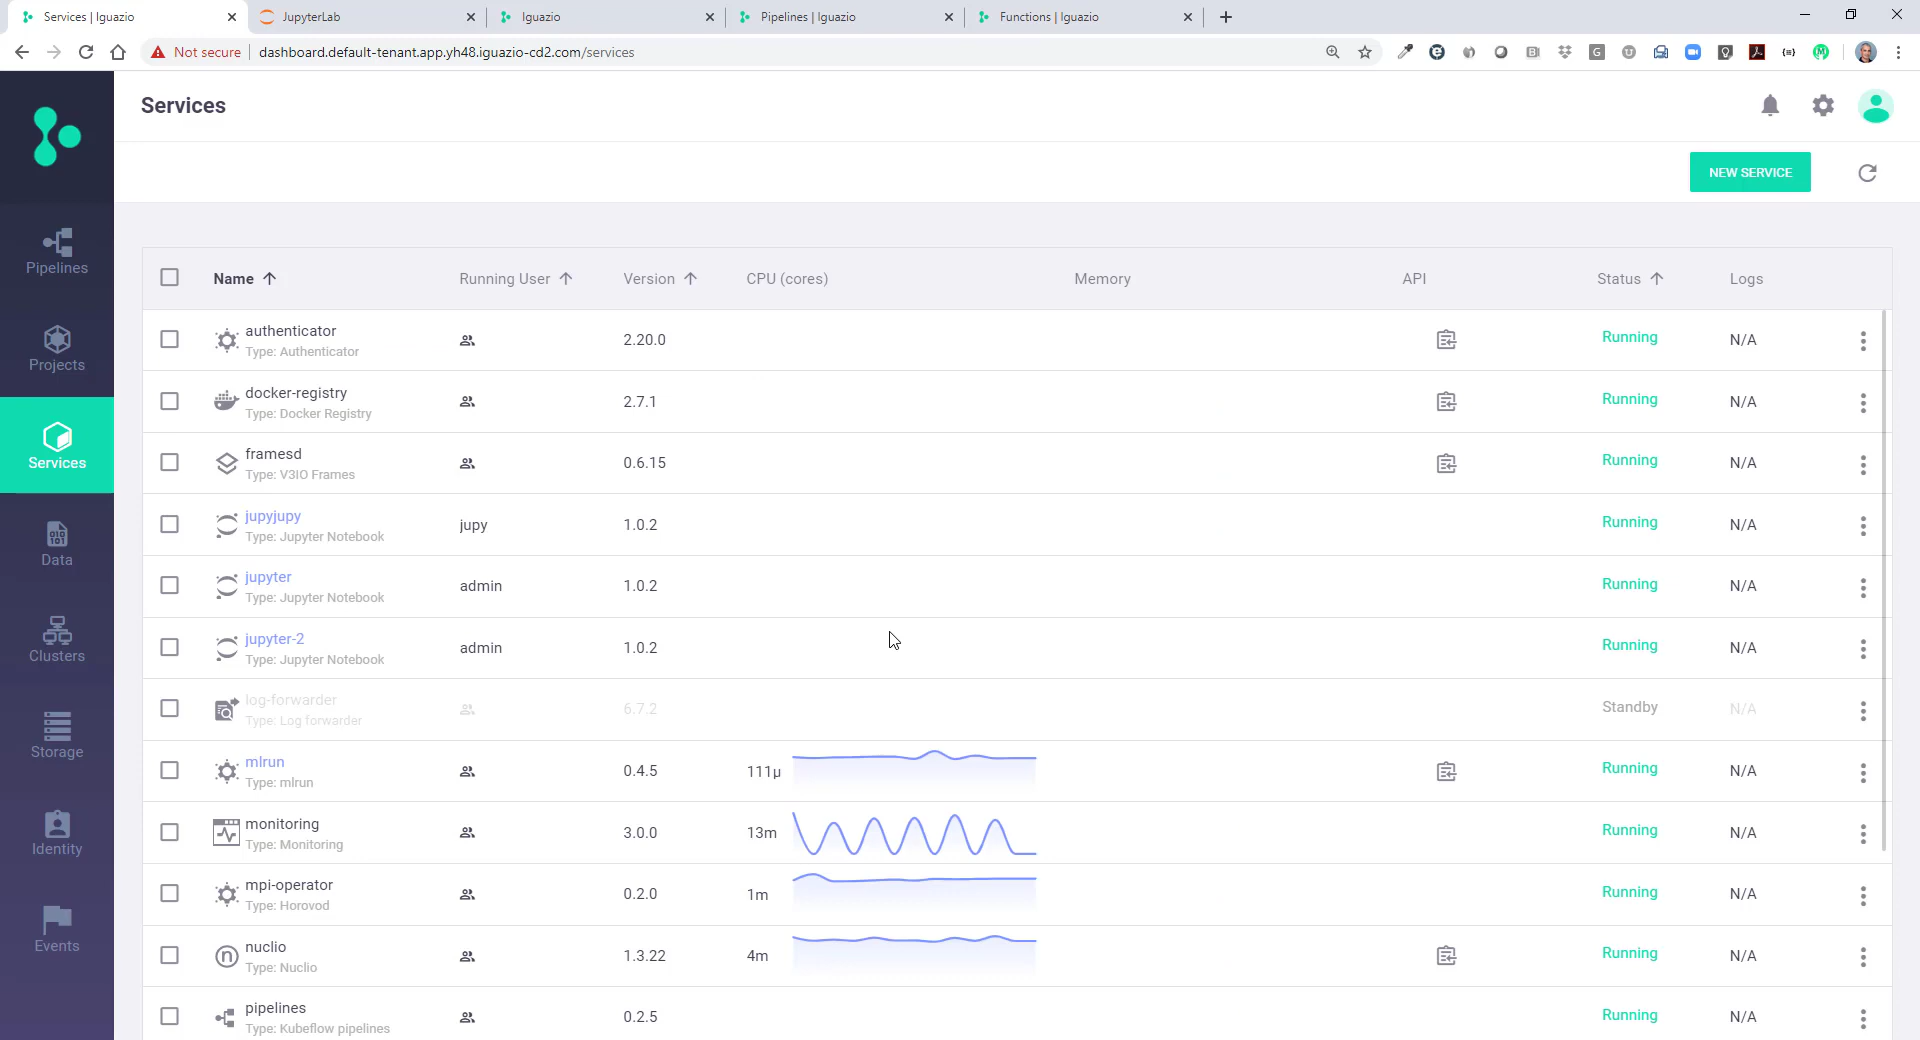 Services | Iguazio
JupyterLab
Iguazio
Pipelines | Iguazio
Functions | Iguazio
Not secure
dashboard.default-tenant.app.yh48.iguazio-cd2.com/services
Services
NEW SERVICE
Pipelines
Projects
Services
Data
Clusters
Storage
Identity
Events
Name Running User Version CPU (cores) Memory API Status Logs
authenticator
Type: Authenticator
2.20.0
Running
N/A
docker-registry
Type: Docker Registry
2.7.1
Running
N/A
framesd
Type: V3IO Frames
0.6.15
Running
N/A
jupyjupy
Type: Jupyter Notebook
jupy
1.0.2
Running
N/A
jupyter
Type: Jupyter Notebook
admin
1.0.2
Running
N/A
jupyter-2
Type: Jupyter Notebook
admin
1.0.2
Running
N/A
log-forwarder
Type: Log forwarder
6.7.2
Standby
N/A
mlrun
Type: mlrun
0.4.5
111µ
Running
N/A
monitoring
Type: Monitoring
3.0.0
13m
Running
N/A
mpi-operator
Type: Horovod
0.2.0
1m
Running
N/A
nuclio
Type: Nuclio
1.3.22
4m
Running
N/A
pipelines
Type: Kubeflow pipelines
0.2.5
Running
N/A